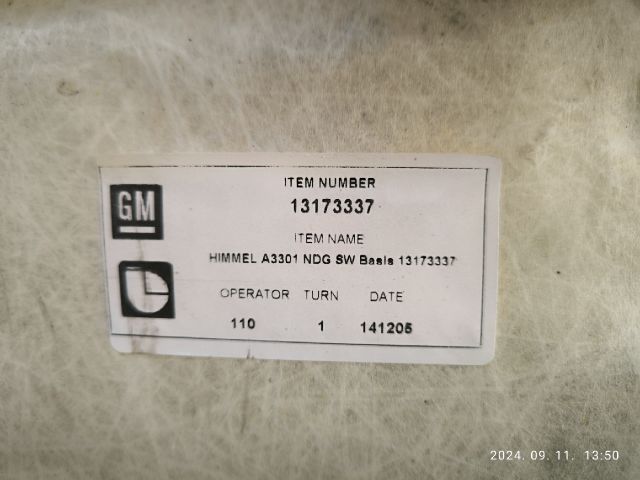 GM
ITEM NUMBER
13173337
ITEM NAME
HIMMEL A3301 NDG SW Basis 13173337
OPERATOR TURN DATE
110 1 141205
2024. 09. 11. 13:50